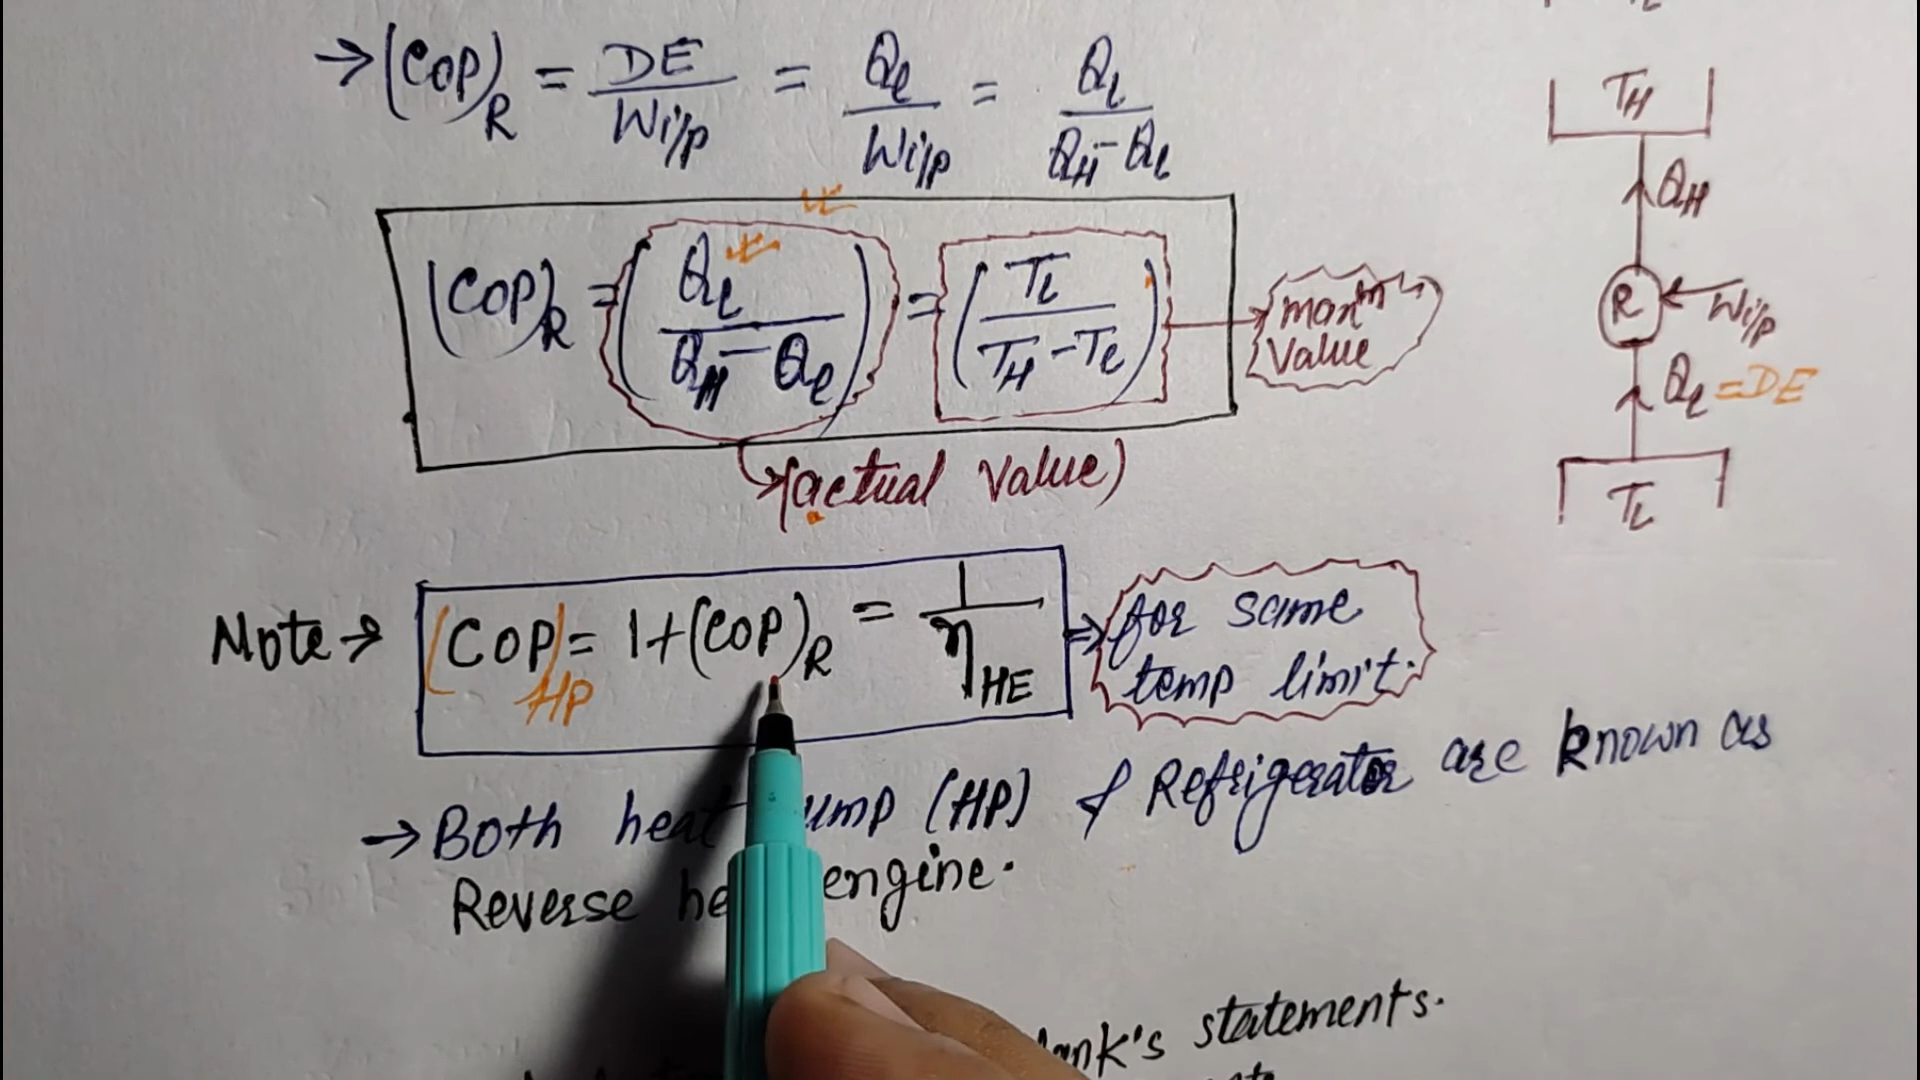 → (COP)R = DE / Wi/p = Ql / Wi/p = QL / QH - Ql
(COP)R = (Ql / QH - Ql) = (TL / TH - TL) → maxm value
(actual value)
Note → (COP)HP = 1 + (COP)R = 1 / ηHE ⇒ for same
temp limit.
→ Both heat ump (HP) & Refrigerator are known as
Reverse he engine.
ank's statements.
TH
QH
R ← Wi/p
Ql = DE
TL